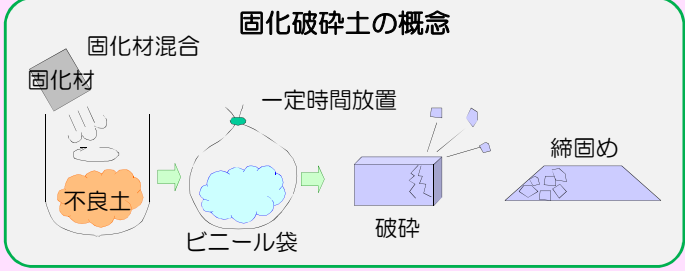 固化破砕土の概念
固化材混合
固化材
不良土
一定時間放置
ビニール袋
破砕
締固め